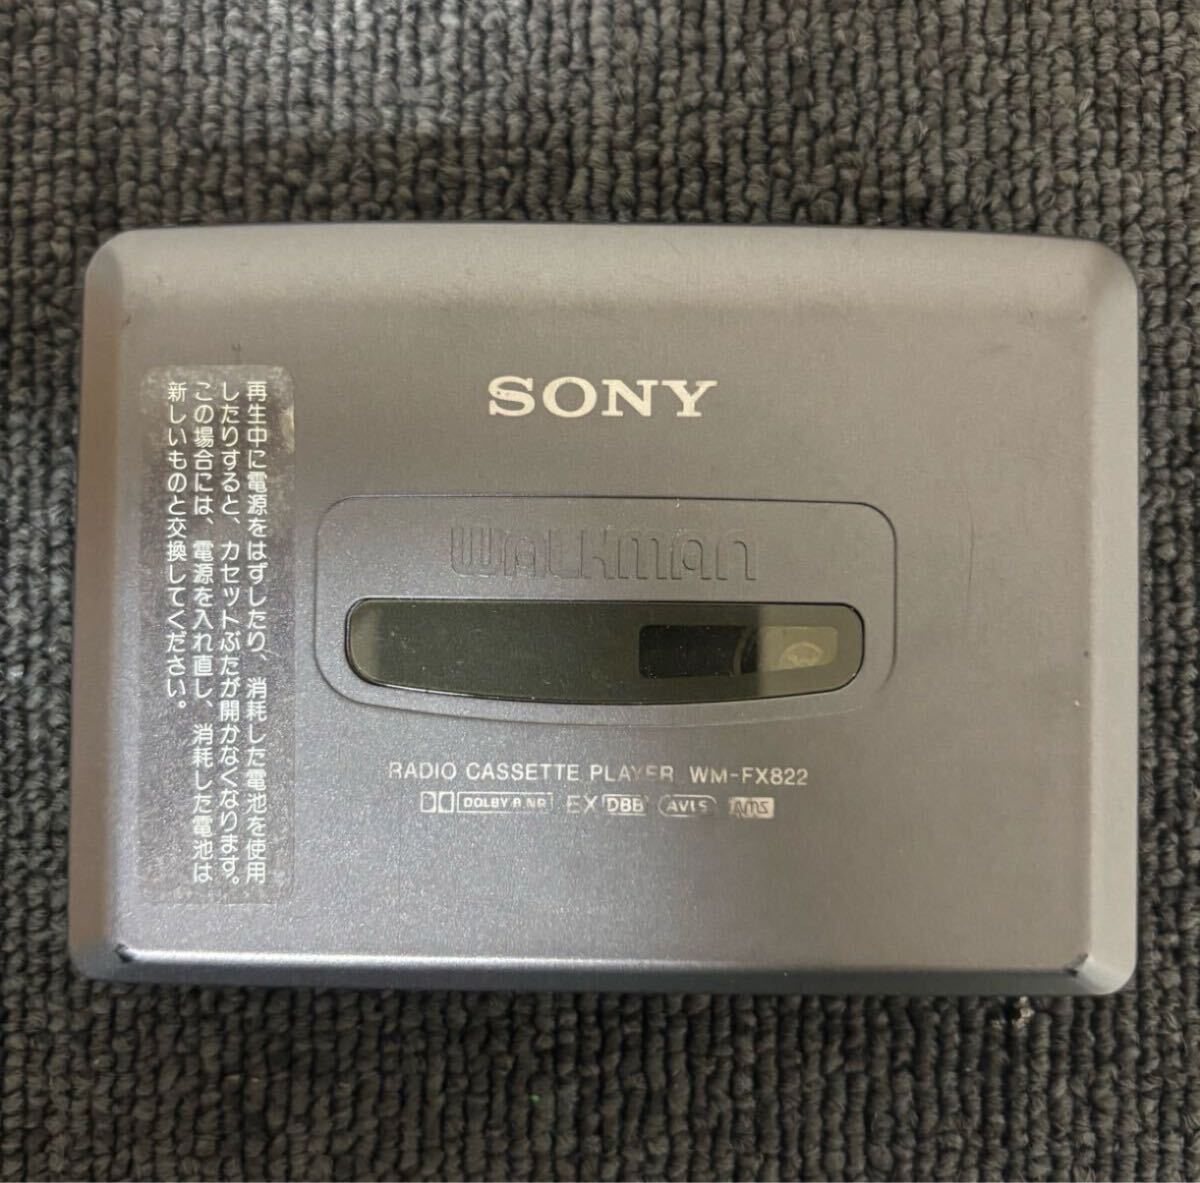 SONY
WALKMAN
RADIO CASSETTE PLAYER WM-FX822
DOLBY B NR EX DBB AVLS AMS
再生中に電源をはずしたり、消耗した電池を使用
したりすると、カセットぶたが開かなくなります。
この場合には、電源を入れ直し、消耗した電池は
新しいものと交換してください。